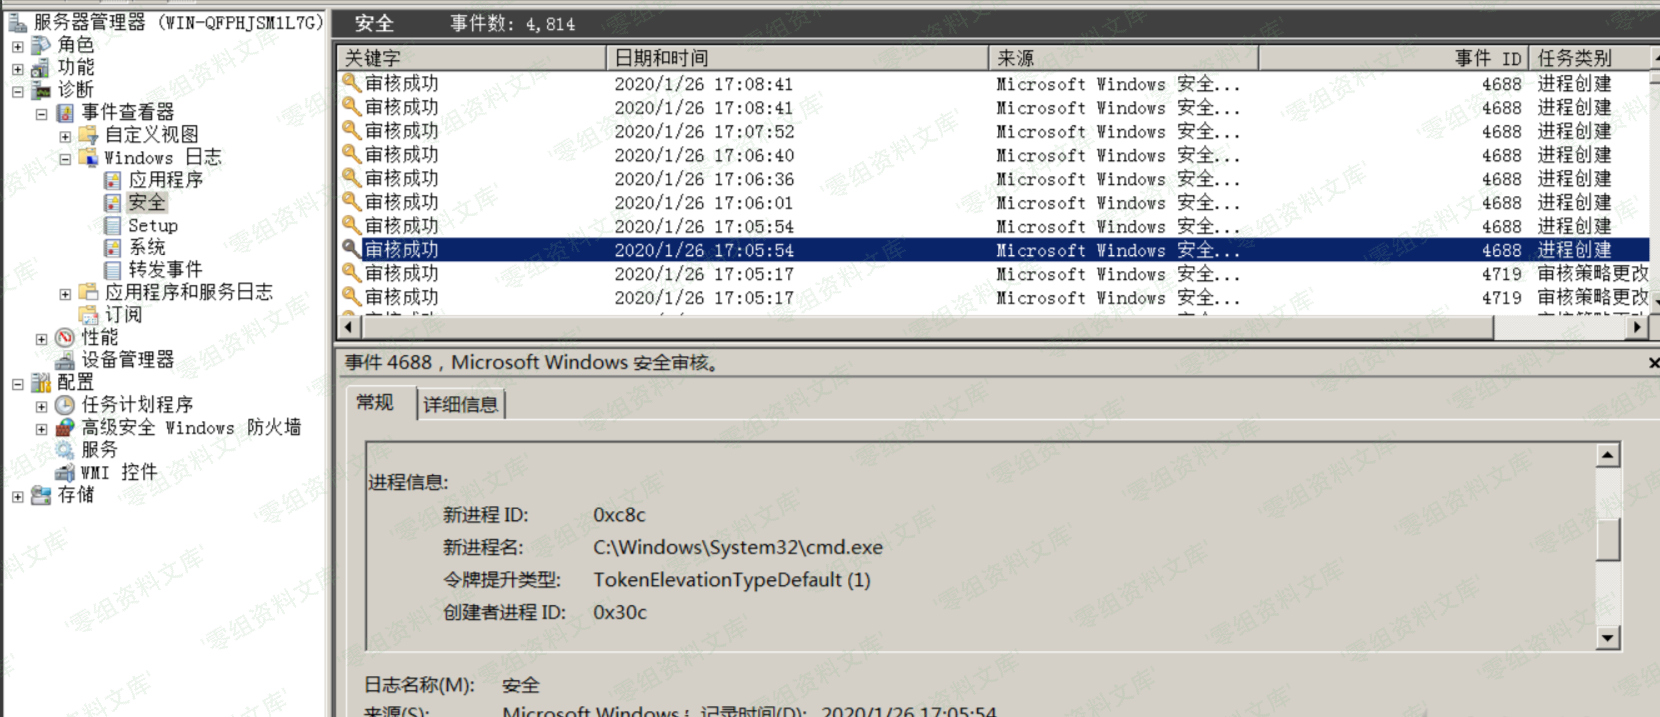 服务器管理器 (WIN-QFPHJSM1L7G)
角色
功能
诊断
事件查看器
自定义视图
Windows 日志
应用程序
安全
Setup
系统
转发事件
应用程序和服务日志
订阅
性能
设备管理器
配置
任务计划程序
高级安全 Windows 防火墙
服务
WMI 控件
存储
安全 事件数: 4,814
关键字 日期和时间 来源 事件 ID 任务类别
审核成功 2020/1/26 17:08:41 Microsoft Windows 安全... 4688 进程创建
审核成功 2020/1/26 17:08:41 Microsoft Windows 安全... 4688 进程创建
审核成功 2020/1/26 17:07:52 Microsoft Windows 安全... 4688 进程创建
审核成功 2020/1/26 17:06:40 Microsoft Windows 安全... 4688 进程创建
审核成功 2020/1/26 17:06:36 Microsoft Windows 安全... 4688 进程创建
审核成功 2020/1/26 17:06:01 Microsoft Windows 安全... 4688 进程创建
审核成功 2020/1/26 17:05:54 Microsoft Windows 安全... 4688 进程创建
审核成功 2020/1/26 17:05:54 Microsoft Windows 安全... 4688 进程创建
审核成功 2020/1/26 17:05:17 Microsoft Windows 安全... 4719 审核策略更改
审核成功 2020/1/26 17:05:17 Microsoft Windows 安全... 4719 审核策略更改
事件 4688，Microsoft Windows 安全审核。
常规 详细信息
进程信息:
新进程 ID: 0xc8c
新进程名: C:\Windows\System32\cmd.exe
令牌提升类型: TokenElevationTypeDefault (1)
创建者进程 ID: 0x30c
日志名称(M): 安全
来源(S): Microsoft Windows : 记录时间(D): 2020/1/26 17:05:54
'零组资料文库'